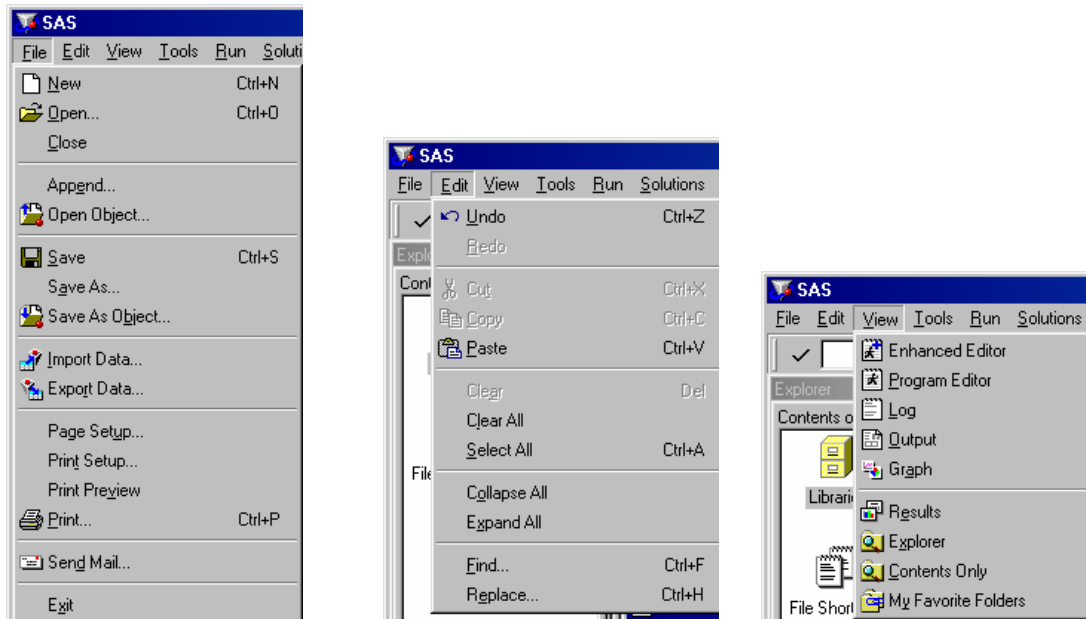 SAS
File Edit View Tools Run Soluti
New Ctrl+N
Open... Ctrl+O
Close
Append...
Open Object...
Save Ctrl+S
Save As...
Save As Object...
Import Data...
Export Data...
Page Setup...
Print Setup...
Print Preview
Print... Ctrl+P
Send Mail...
Exit
SAS
File Edit View Tools Run Solutions
Undo Ctrl+Z
Redo
Explo
Cont
Cut Ctrl+X
Copy Ctrl+C
Paste Ctrl+V
Clear Del
Clear All
Select All Ctrl+A
File
Collapse All
Expand All
Find... Ctrl+F
Replace... Ctrl+H
SAS
File Edit View Tools Run Solutions
Enhanced Editor
Explorer
Program Editor
Contents o
Log
Output
Graph
Librarie
Results
Explorer
Contents Only
File Short
My Favorite Folders